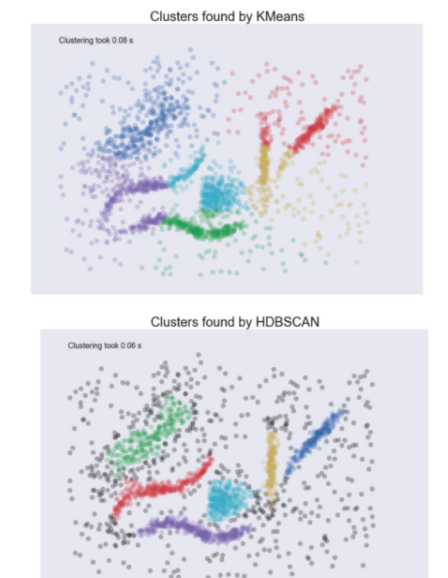 Clusters found by KMeans
Clustering took 0.08 s
Clusters found by HDBSCAN
Clustering took 0.06 s